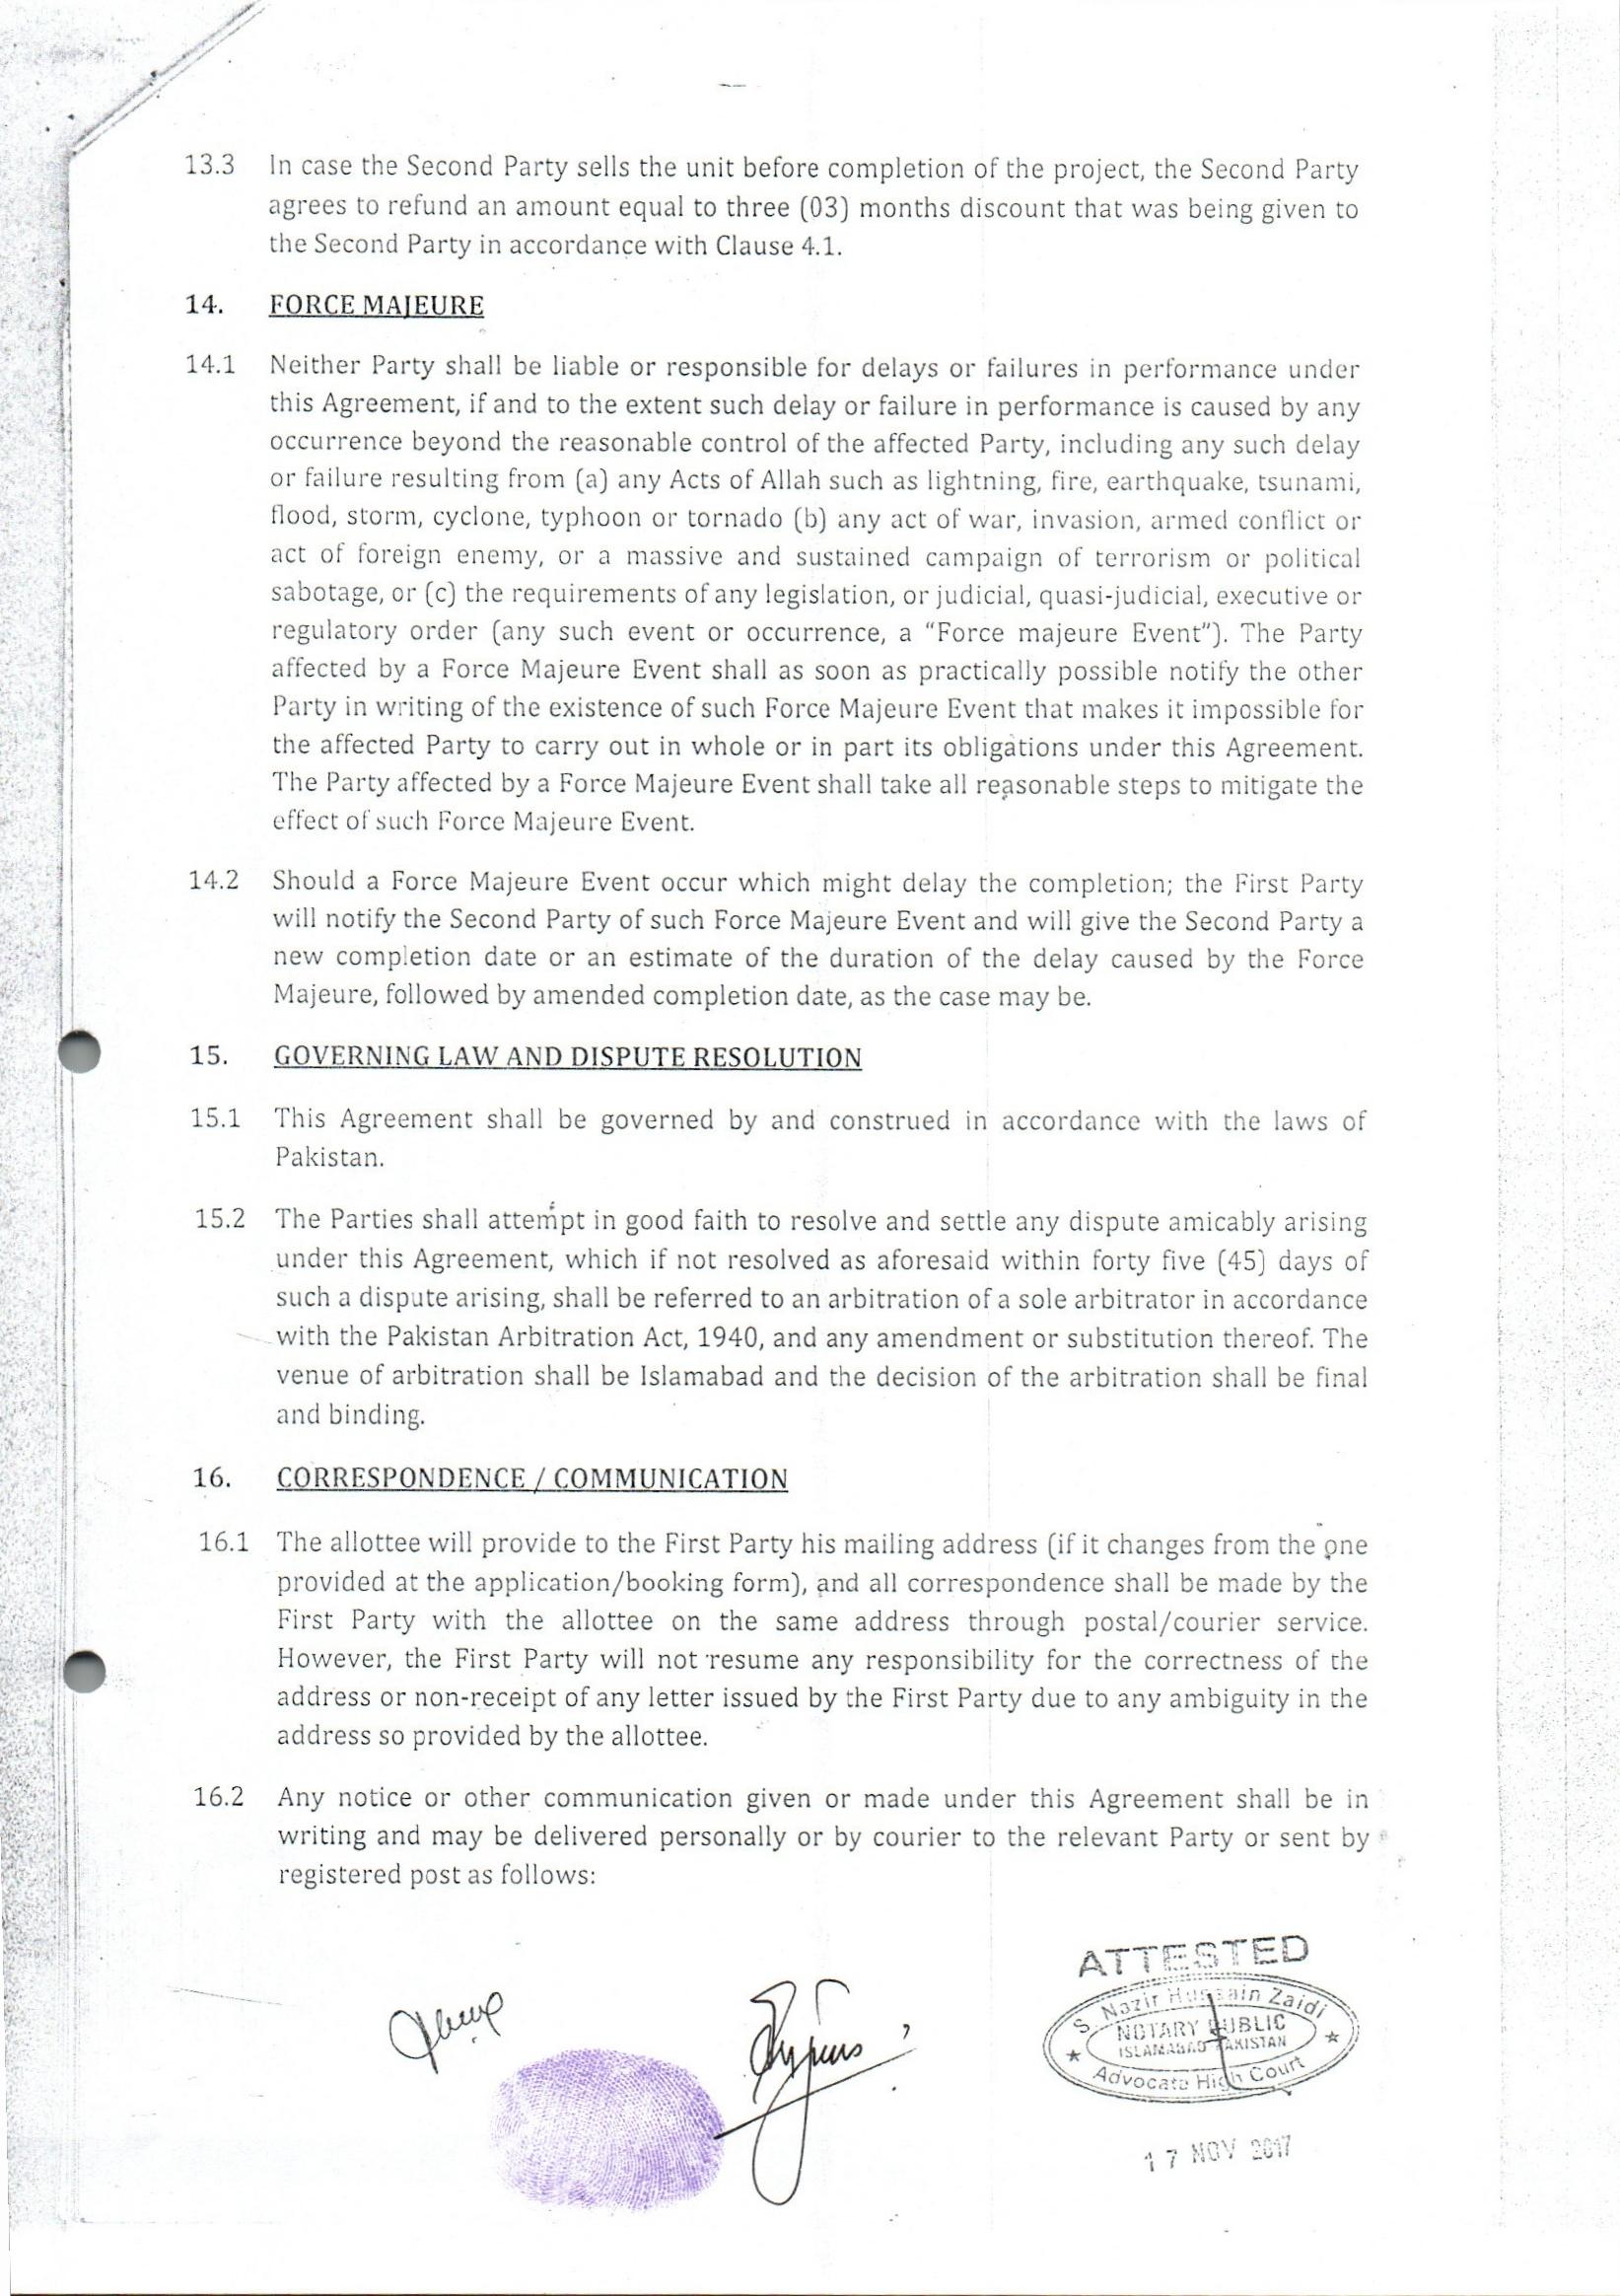 13.3 In case the Second Party sells the unit before completion of the project, the Second Party
agrees to refund an amount equal to three (03) months discount that was being given to
the Second Party in accordance with Clause 4.1.
14. FORCE MAJEURE
14.1 Neither Party shall be liable or responsible for delays or failures in performance under
this Agreement, if and to the extent such delay or failure in performance is caused by any
occurrence beyond the reasonable control of the affected Party, including any such delay
or failure resulting from (a) any Acts of Allah such as lightning, fire, earthquake, tsunami,
flood, storm, cyclone, typhoon or tornado (b) any act of war, invasion, armed conflict or
act of foreign enemy, or a massive and sustained campaign of terrorism or political
sabotage, or (c) the requirements of any legislation, or judicial, quasi-judicial, executive or
regulatory order (any such event or occurrence, a “Force majeure Event”). The Party
affected by a Force Majeure Event shall as soon as practically possible notify the other
Party in writing of the existence of such Force Majeure Event that makes it impossible for
the affected Party to carry out in whole or in part its obligations under this Agreement.
The Party affected by a Force Majeure Event shall take all reasonable steps to mitigate the
effect of such Force Majeure Event.
14.2 Should a Force Majeure Event occur which might delay the completion; the First Party
will notify the Second Party of such Force Majeure Event and will give the Second Party a
new completion date or an estimate of the duration of the delay caused by the Force
Majeure, followed by amended completion date, as the case may be.
15. GOVERNING LAW AND DISPUTE RESOLUTION
15.1 This Agreement shall be governed by and construed in accordance with the laws of
Pakistan.
15.2 The Parties shall attempt in good faith to resolve and settle any dispute amicably arising
under this Agreement, which if not resolved as aforesaid within forty five (45) days of
such a dispute arising, shall be referred to an arbitration of a sole arbitrator in accordance
with the Pakistan Arbitration Act, 1940, and any amendment or substitution thereof. The
venue of arbitration shall be Islamabad and the decision of the arbitration shall be final
and binding.
16. CORRESPONDENCE / COMMUNICATION
16.1 The allottee will provide to the First Party his mailing address (if it changes from the one
provided at the application/booking form), and all correspondence shall be made by the
First Party with the allottee on the same address through postal/courier service.
However, the First Party will not resume any responsibility for the correctness of the
address or non-receipt of any letter issued by the First Party due to any ambiguity in the
address so provided by the allottee.
16.2 Any notice or other communication given or made under this Agreement shall be in
writing and may be delivered personally or by courier to the relevant Party or sent by
registered post as follows:
ATTESTED
S. Nazir Hussain Zaidi
NOTARY PUBLIC
ISLAMABAD PAKISTAN
Advocate High Court
17 NOV 2017